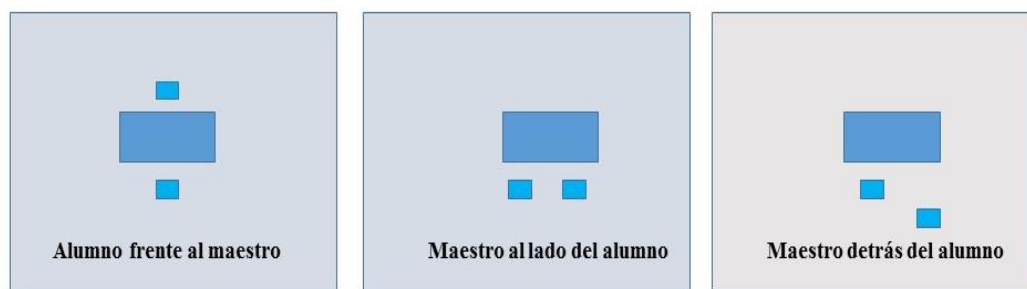 Alumno frente al maestro
Maestro al lado del alumno
Maestro detrás del alumno